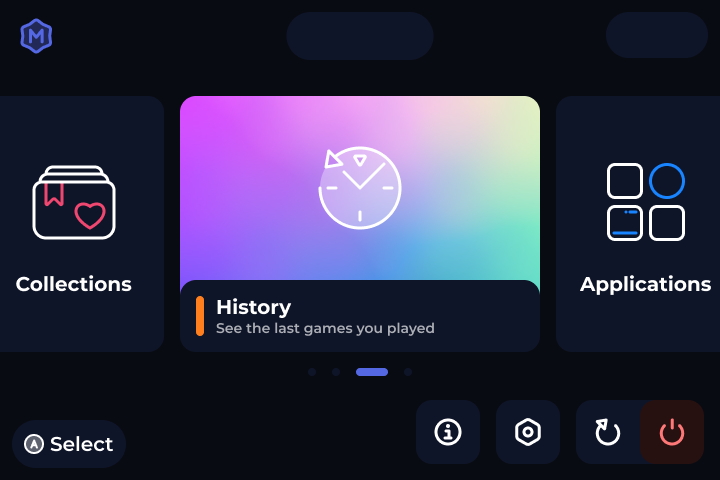 M
Collections
History
See the last games you played
Applications
A Select